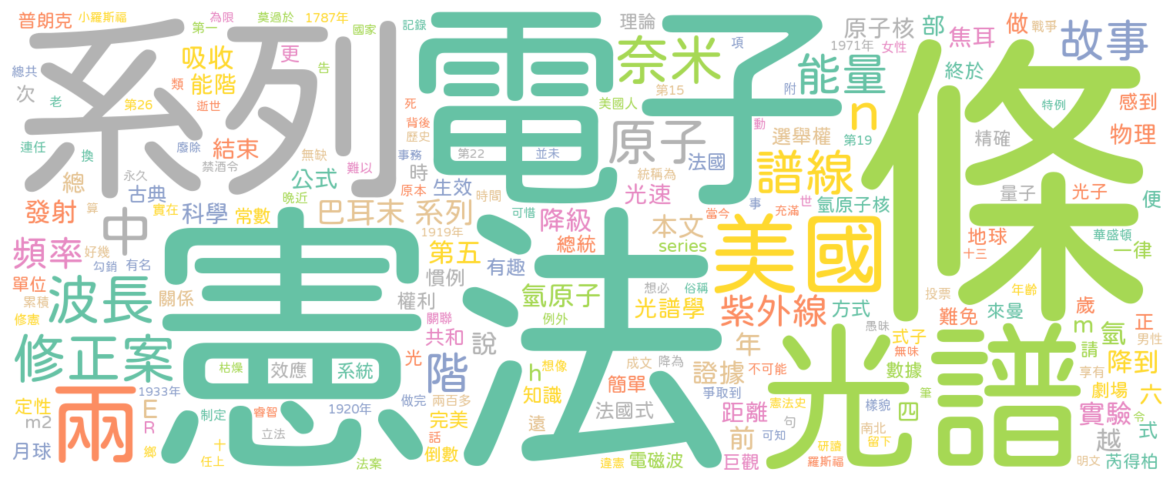 普朗克
小羅斯福
為限
莫過於
1787年
國家
記錄
理論
原子核
部
做
戰爭
故事
系列
電子
條
第一
告
吸收
更
奈米
1971年
女性
焦耳
總共
能階
類
能量
附
終於
特例
次
老
第26
逝世
死
美國人
第15
項
n
感到
連任
換
廢除
結束
無缺
背後
歷史
原子
動
選舉權
第19
精確
物理
禁酒令
難以
事務
第22
並未
法國
譜線
總
永久
古典
公式
時
原本
生效
統稱為
光速
事
充滿
世
量子
光子
便
發射
算
實在
科學
常數
晚近
巴耳末 系列
時間
可惜
降級
當今
氫原子核
地球
華盛頓
中
1919年
本文
美國
十三
一律
頻率
好幾
勾銷
有名
第五
有趣
總統
series
單位
波長
關係
慣例
權利
想必
俗稱
憲法
氫原子
光譜學
紫外線
方式
投票
年齡
來曼
累積
修憲
關聯
共和
說
例外
年
愚昧
式子
難免
歲
m
正
修正案
光
氫
男性
枯燥
效應
系統
階
h
想像
成文
降為
不可能
證據
無味
數據
光譜
請
降到
兩
1933年
做完
兩百多
知識
簡單
爭取到
筆
享有
劇場
六
定性
E
m2
R
制定
睿智
1920年
完美
法國式
距離
憲法史
樣貌
四
實驗
令
鄉
十
立法
話
遠
前
句
南北
越
式
月球
任上
法案
倒數
違憲
電磁波
巨觀
可知
研讀
羅斯福
留下
明文
芮得柏